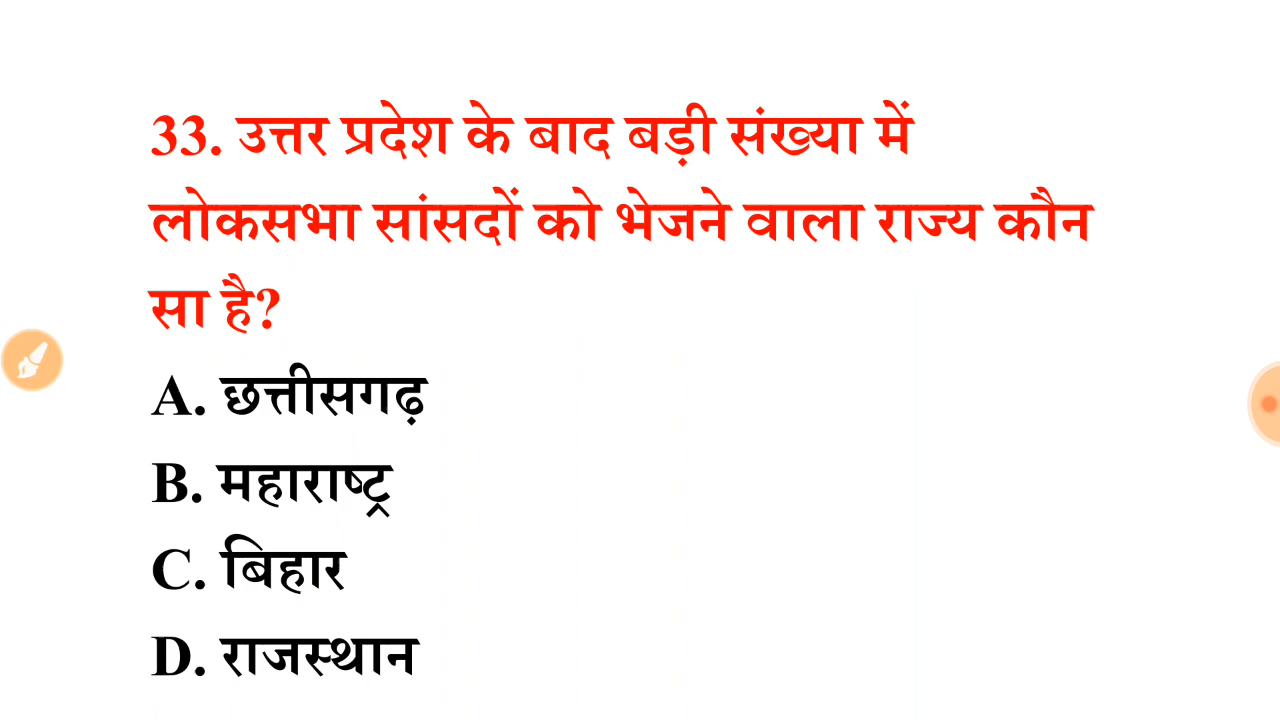 33. उत्तर प्रदेश के बाद बड़ी संख्या में
लोकसभा सांसदों को भेजने वाला राज्य कौन
सा है?
A. छत्तीसगढ़
B. महाराष्ट्र
C. बिहार
D. राजस्थान